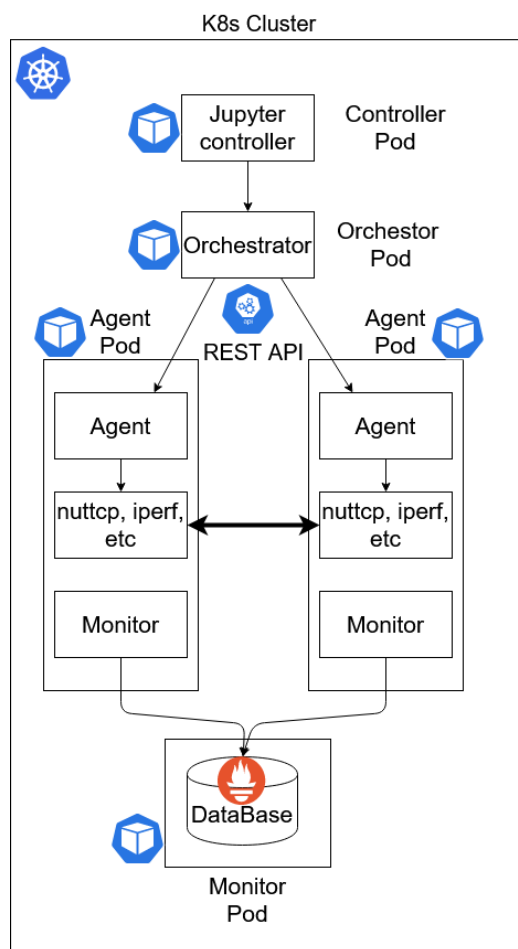 K8s Cluster
Jupyter
controller
Controller
Pod
Orchestrator
Orchestor
Pod
api
REST API
Agent
Pod
Agent
Pod
Agent
Agent
nuttcp, iperf,
etc
nuttcp, iperf,
etc
Monitor
Monitor
DataBase
Monitor
Pod